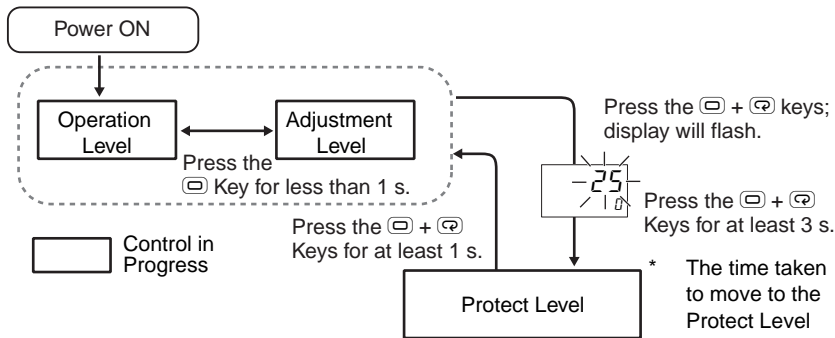 Power ON
Operation
Level
Adjustment
Level
Press the
Key for less than 1 s.
Press the + keys;
display will flash.
25
0
Press the +
Keys for at least 3 s.
Press the +
Keys for at least 1 s.
Control in
Progress
Protect Level
* The time taken
to move to the
Protect Level